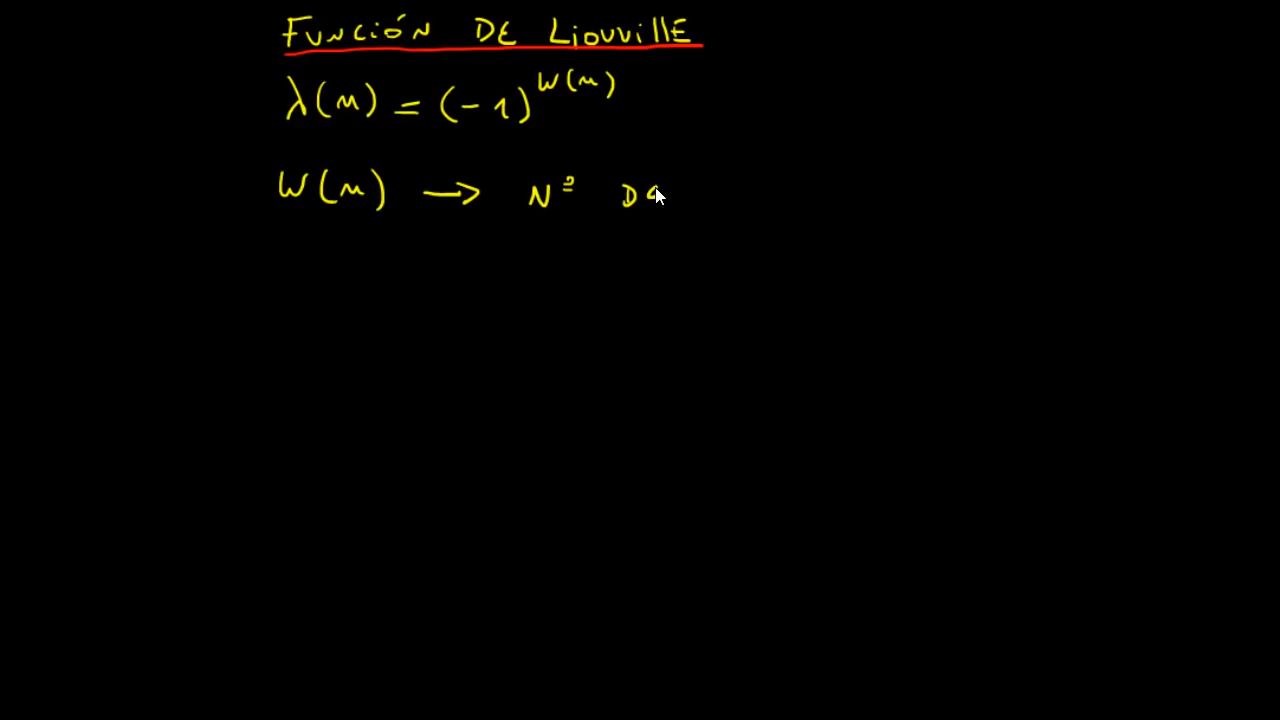 FUNCIÓN DE LiouvillE
λ(n) = (-1)^W(n)
W(n) → Nº D